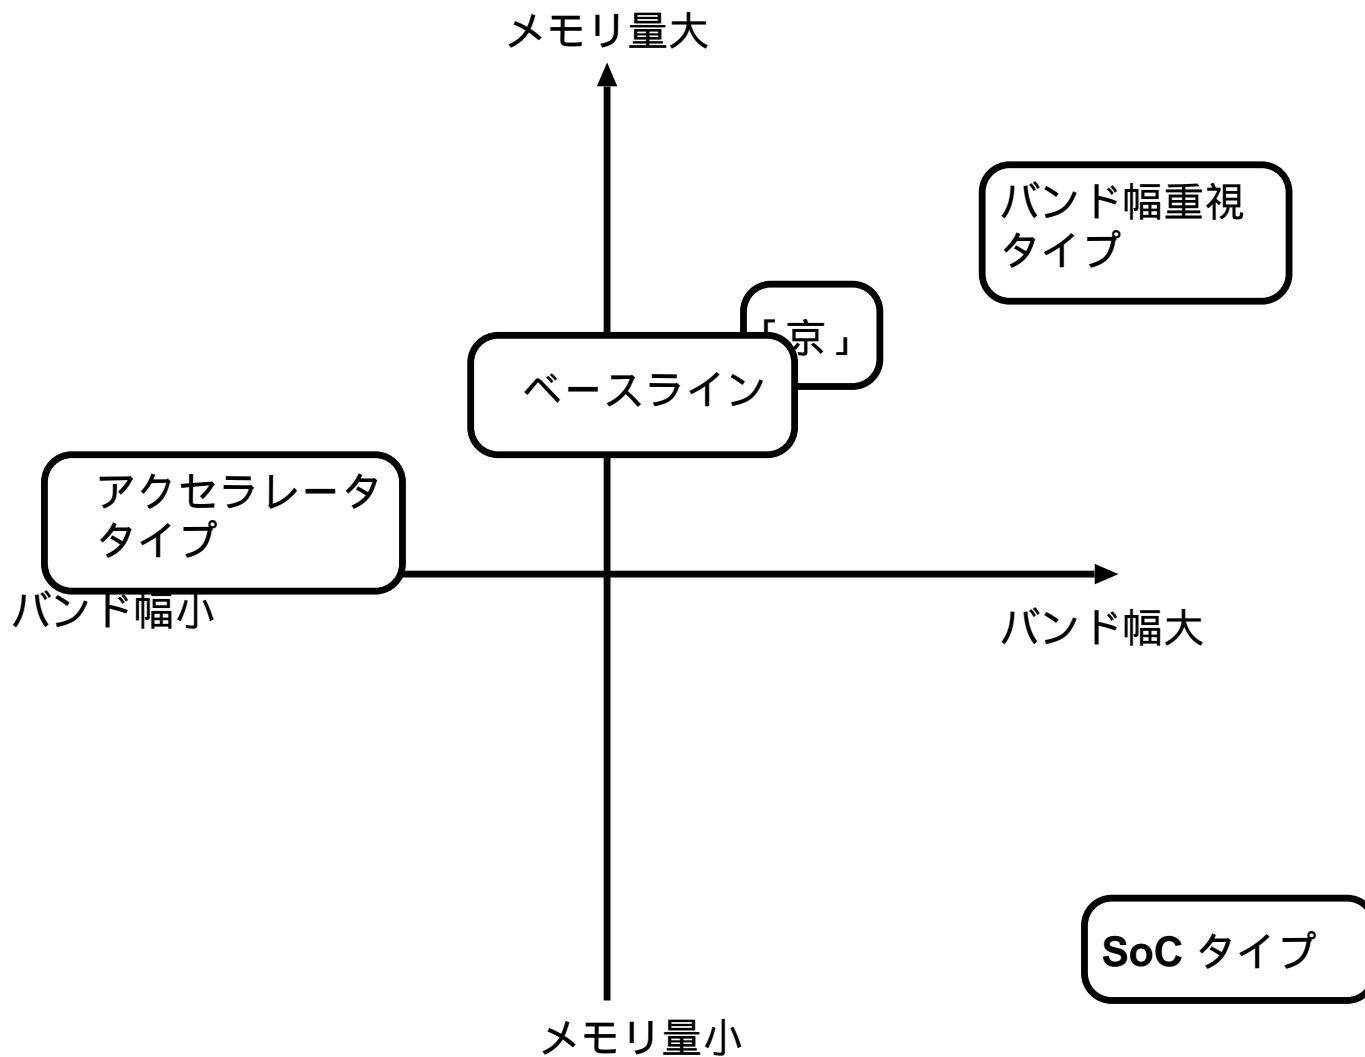 メモリ量大
バンド幅重視
タイプ
「京」
ベースライン
アクセラレータ
タイプ
バンド幅小
バンド幅大
SoC タイプ
メモリ量小